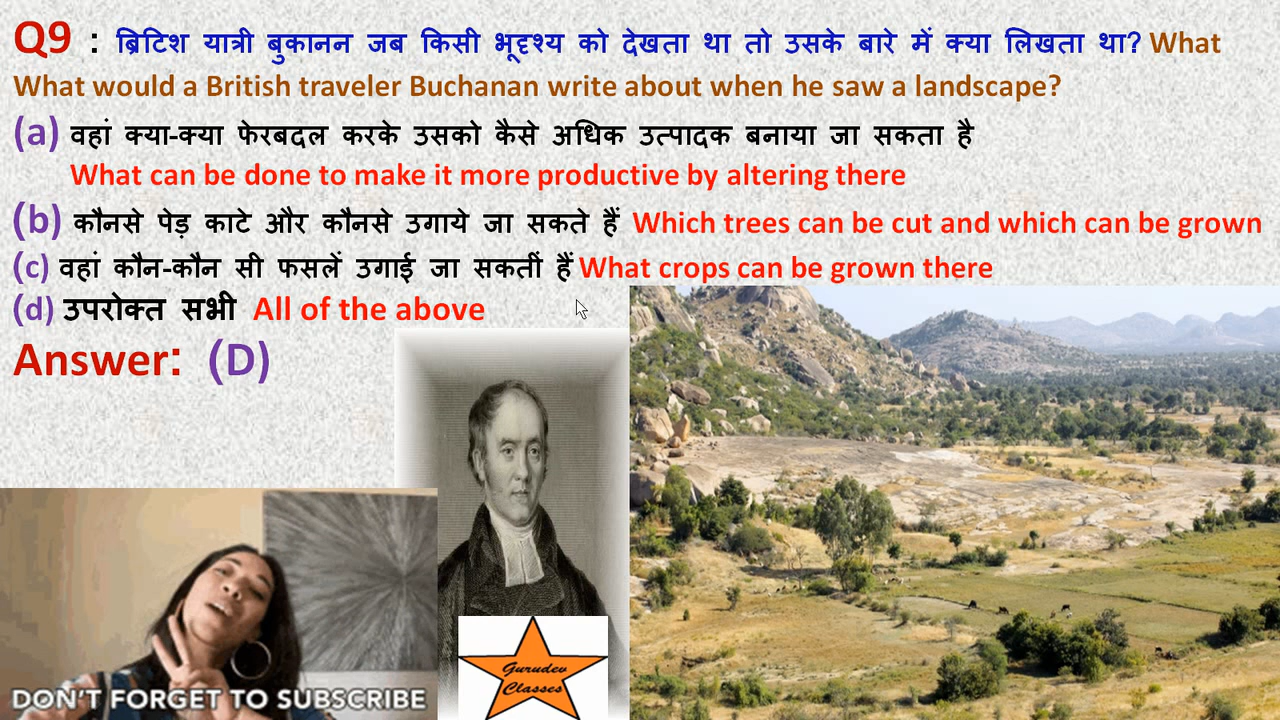 Q9 : ब्रिटिश यात्री बुकानन जब किसी भूदृश्य को देखता था तो उसके बारे में क्या लिखता था? What
What would a British traveler Buchanan write about when he saw a landscape?
(a) वहां क्या-क्या फेरबदल करके उसको कैसे अधिक उत्पादक बनाया जा सकता है
What can be done to make it more productive by altering there
(b) कौनसे पेड़ काटे और कौनसे उगाये जा सकते हैं Which trees can be cut and which can be grown
(c) वहां कौन-कौन सी फसलें उगाई जा सकतीं हैं What crops can be grown there
(d) उपरोक्त सभी All of the above
Answer: (D)
Gurudev
Classes
DON'T FORGET TO SUBSCRIBE